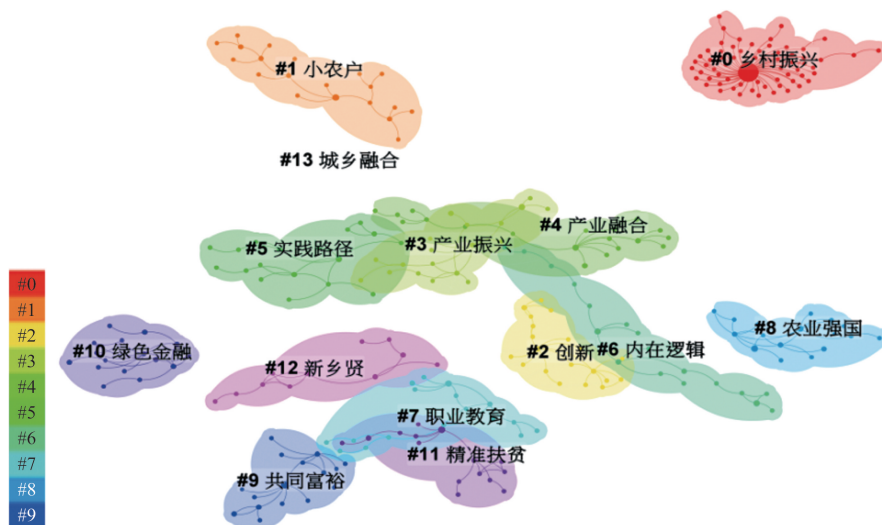 #0 乡村振兴
#1 小农户
#13 城乡融合
#4 产业融合
#3 产业振兴
#5 实践路径
#8 农业强国
#10 绿色金融
#2 创新
#6 内在逻辑
#12 新乡贤
#7 职业教育
#11 精准扶贫
#9 共同富裕
#0
#1
#2
#3
#4
#5
#6
#7
#8
#9